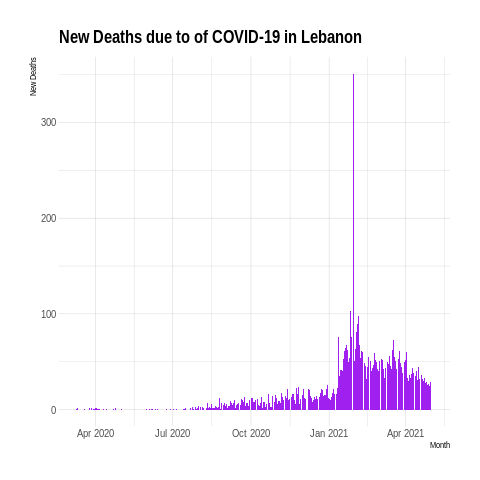 New Deaths due to of COVID-19 in Lebanon
New Deaths
300
200
100
0
Apr 2020 Jul 2020 Oct 2020 Jan 2021 Apr 2021
Month